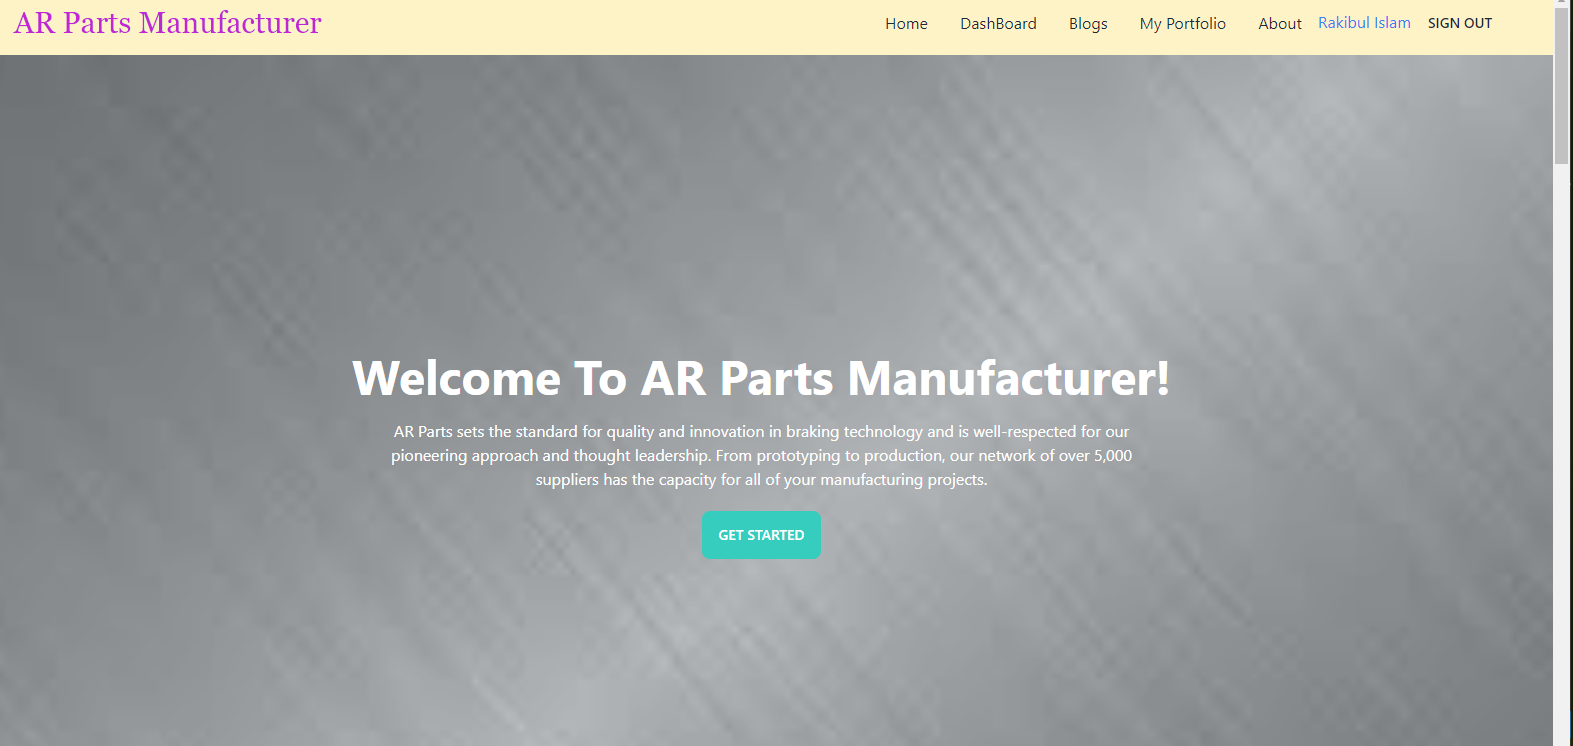 AR Parts Manufacturer
Home DashBoard Blogs My Portfolio About Rakibul Islam SIGN OUT
Welcome To AR Parts Manufacturer!
AR Parts sets the standard for quality and innovation in braking technology and is well-respected for our
pioneering approach and thought leadership. From prototyping to production, our network of over 5,000
suppliers has the capacity for all of your manufacturing projects.
GET STARTED